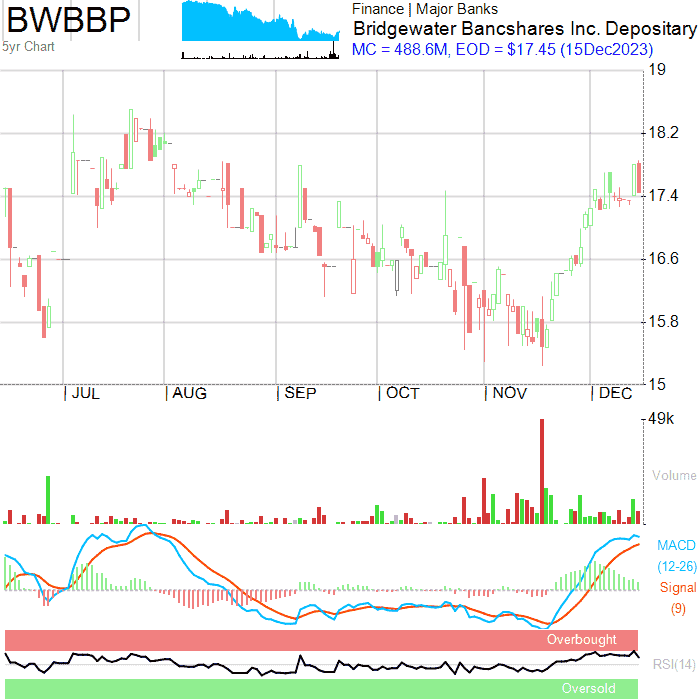 BWBBP
5yr Chart
Finance | Major Banks
Bridgewater Bancshares Inc. Depositary
MC = 488.6M, EOD = $17.45 (15Dec2023)
19
18.2
17.4
16.6
15.8
15
JUL AUG SEP OCT NOV DEC
49k
Volume
MACD
(12-26)
Signal
(9)
Overbought
RSI(14)
Oversold